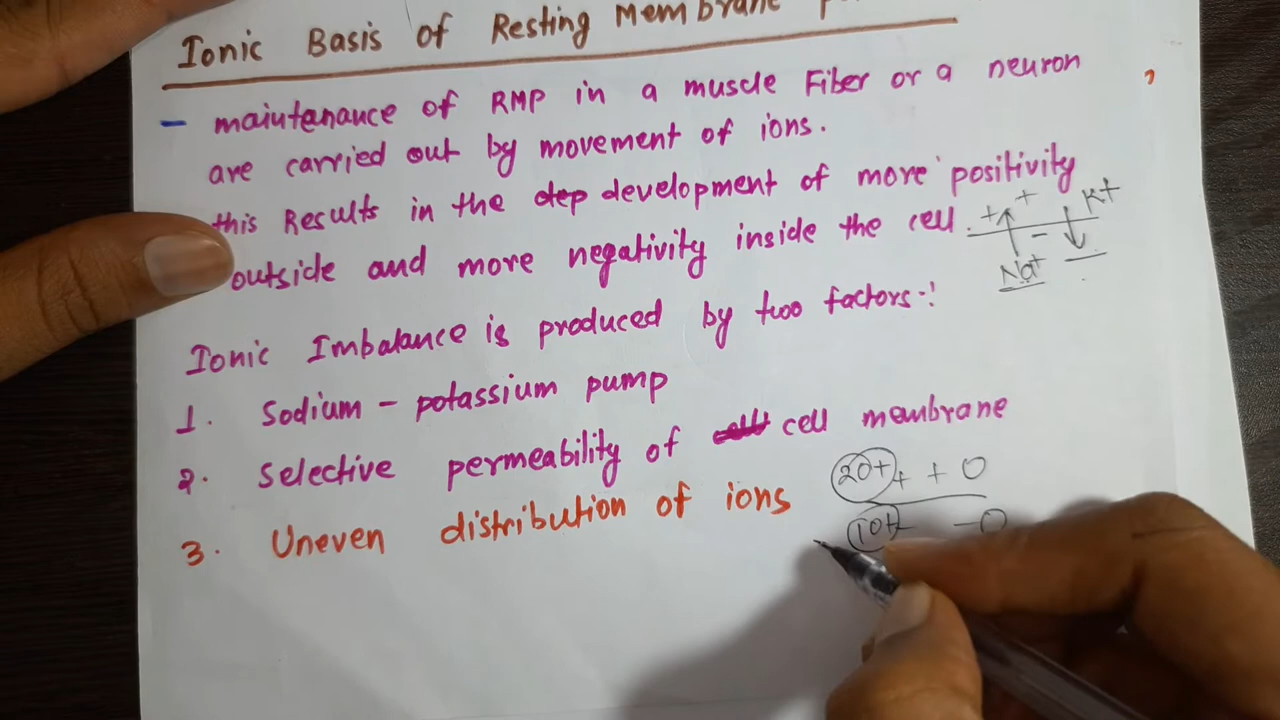 Ionic Basis of Resting Membrane
- maintenance of RMP in a muscle Fiber or a neuron
are carried out by movement of ions.
this Results in the dep development of more positivity
outside and more negativity inside the cell.
+ + K+
-
Na+
Ionic Imbalance is produced by two factors:!
1. Sodium - potassium pump
2. Selective permeability of cell cell membrane
20+ + + 0
3. Uneven distribution of ions
10+ - 0